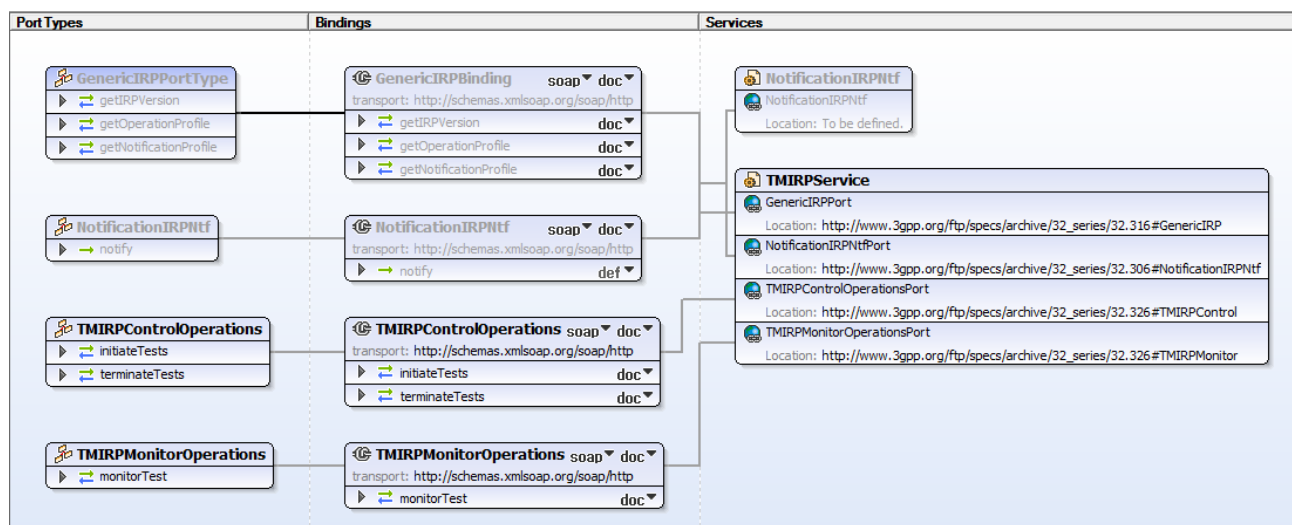 Port Types
Bindings
Services
GenericIRPPortType
getIRPVersion
getOperationProfile
getNotificationProfile
NotificationIRPNtf
notify
TMIRPControlOperations
initiateTests
terminateTests
TMIRPMonitorOperations
monitorTest
GenericIRPBinding soap doc
transport: http://schemas.xmlsoap.org/soap/http
getIRPVersion doc
getOperationProfile doc
getNotificationProfile doc
NotificationIRPNtf soap doc
transport: http://schemas.xmlsoap.org/soap/http
notify def
TMIRPControlOperations soap doc
transport: http://schemas.xmlsoap.org/soap/http
initiateTests doc
terminateTests doc
TMIRPMonitorOperations soap doc
transport: http://schemas.xmlsoap.org/soap/http
monitorTest doc
NotificationIRPNtf
NotificationIRPNtf
Location: To be defined.
TMIRPService
GenericIRPPort
Location: http://www.3gpp.org/ftp/specs/archive/32_series/32.316#GenericIRP
NotificationIRPNtfPort
Location: http://www.3gpp.org/ftp/specs/archive/32_series/32.306#NotificationIRPNtf
TMIRPControlOperationsPort
Location: http://www.3gpp.org/ftp/specs/archive/32_series/32.326#TMIRPControl
TMIRPMonitorOperationsPort
Location: http://www.3gpp.org/ftp/specs/archive/32_series/32.326#TMIRPMonitor